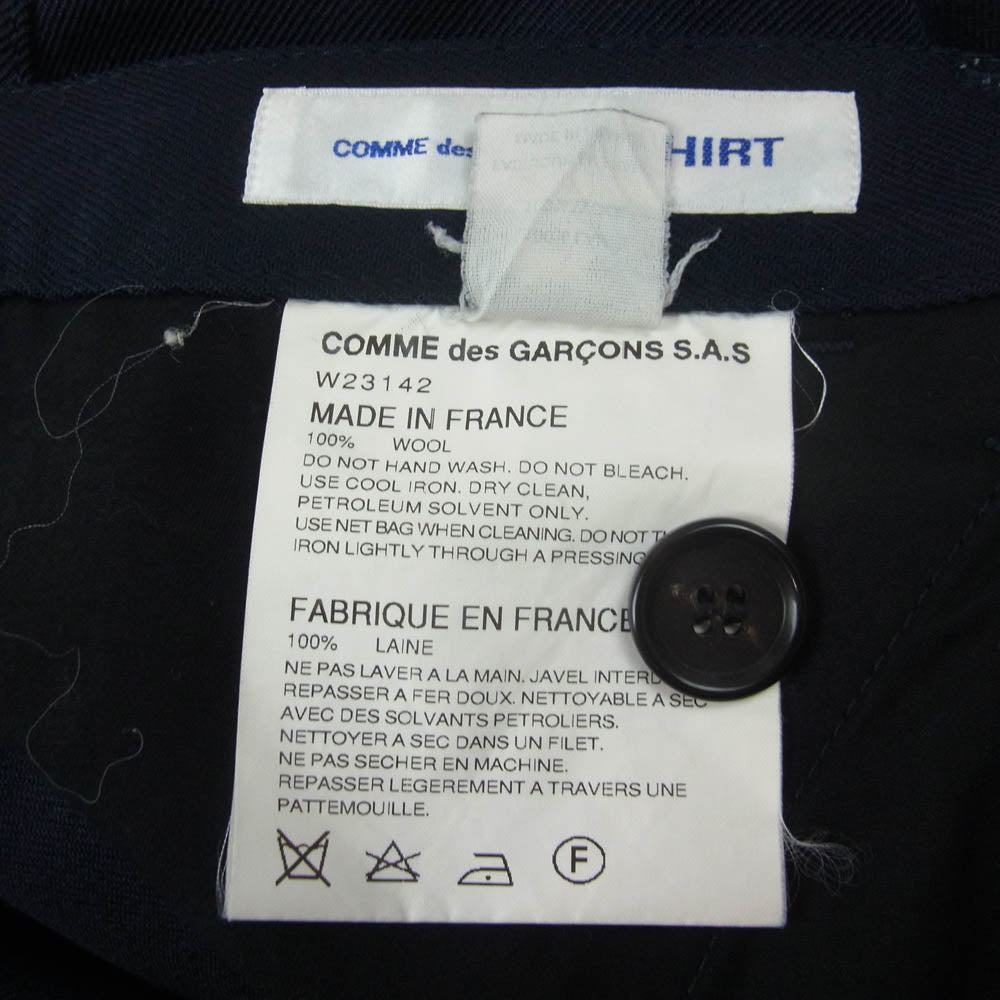 COMME des HIRT
COMME des GARÇONS S.A.S
W23142
MADE IN FRANCE
100% WOOL
DO NOT HAND WASH. DO NOT BLEACH.
USE COOL IRON. DRY CLEAN,
PETROLEUM SOLVENT ONLY.
USE NET BAG WHEN CLEANING. DO NOT
IRON LIGHTLY THROUGH A PRESSING
FABRIQUE EN FRANCE
100% LAINE
NE PAS LAVER A LA MAIN. JAVEL INTERD
REPASSER A FER DOUX. NETTOYABLE A SEC
AVEC DES SOLVANTS PETROLIERS.
NETTOYER A SEC DANS UN FILET.
NE PAS SECHER EN MACHINE.
REPASSER LEGEREMENT A TRAVERS UNE
PATTEMOUILLE.
F